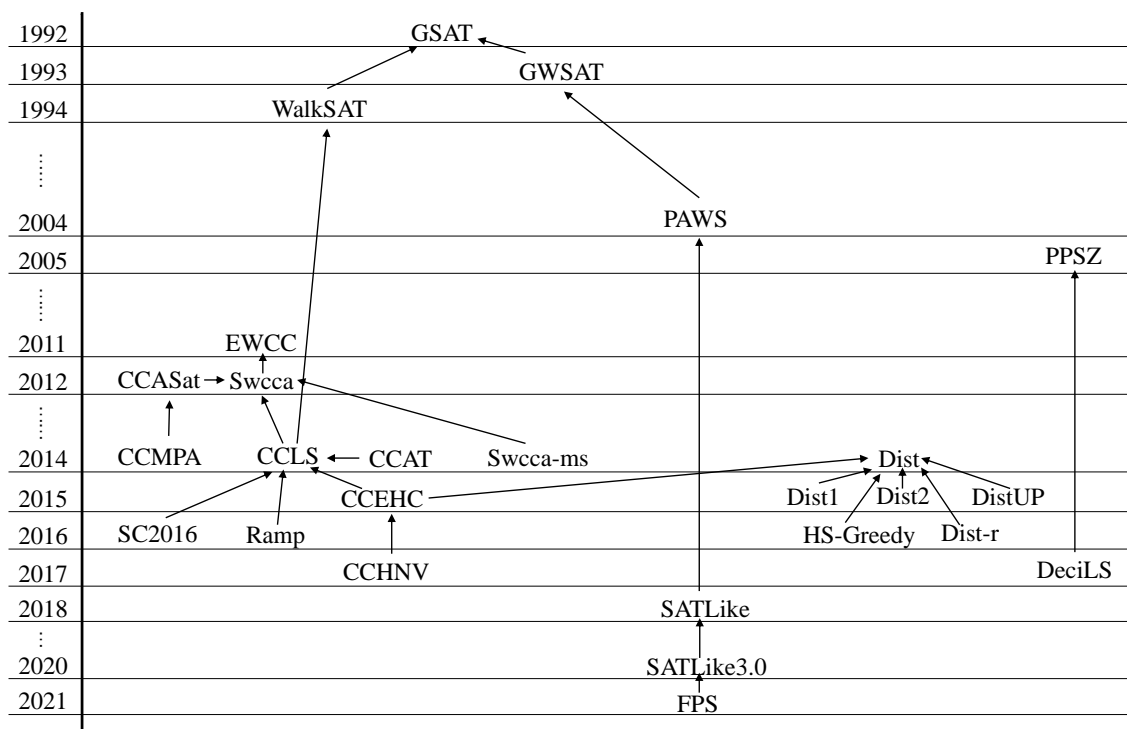 1992 GSAT
1993 GWSAT
1994 WalkSAT
......
2004 PAWS
2005 PPSZ
......
2011 EWCC
2012 CCASat Swcca
......
2014 CCMPA CCLS CCAT Swcca-ms Dist
2015 CCEHC Dist1 Dist2 DistUP
2016 SC2016 Ramp HS-Greedy Dist-r
2017 CCHNV DeciLS
2018 SATLike
...
2020 SATLike3.0
2021 FPS